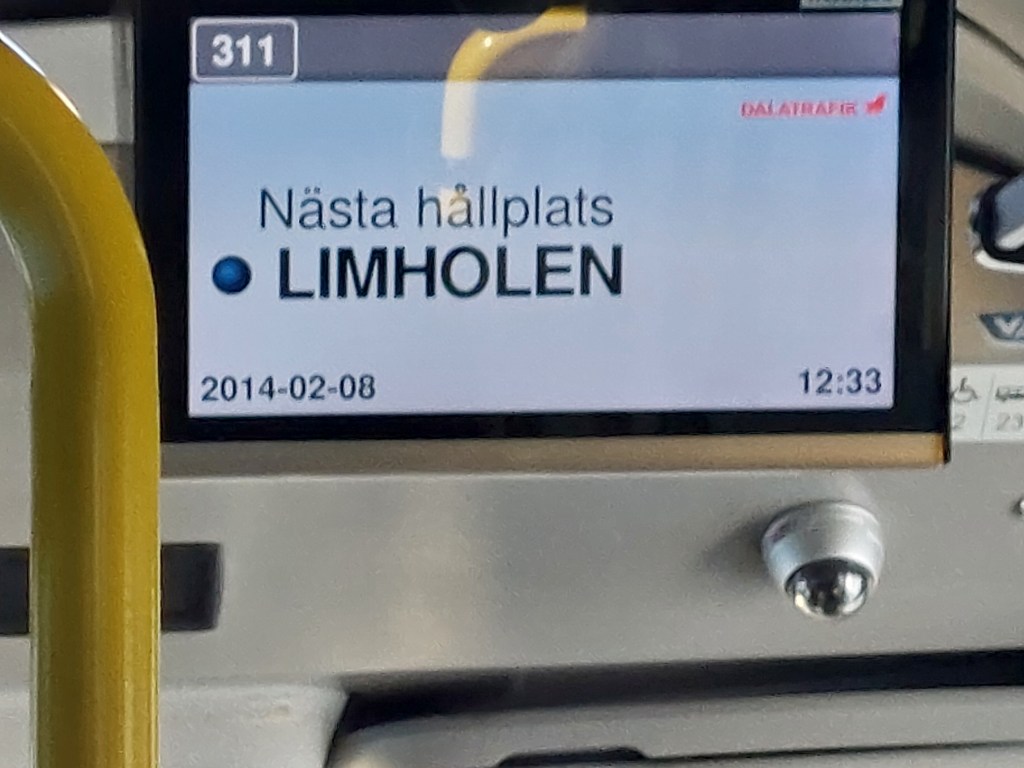 311
DALATRAFIK
Nästa hållplats
LIMHOLEN
2014-02-08
12:33